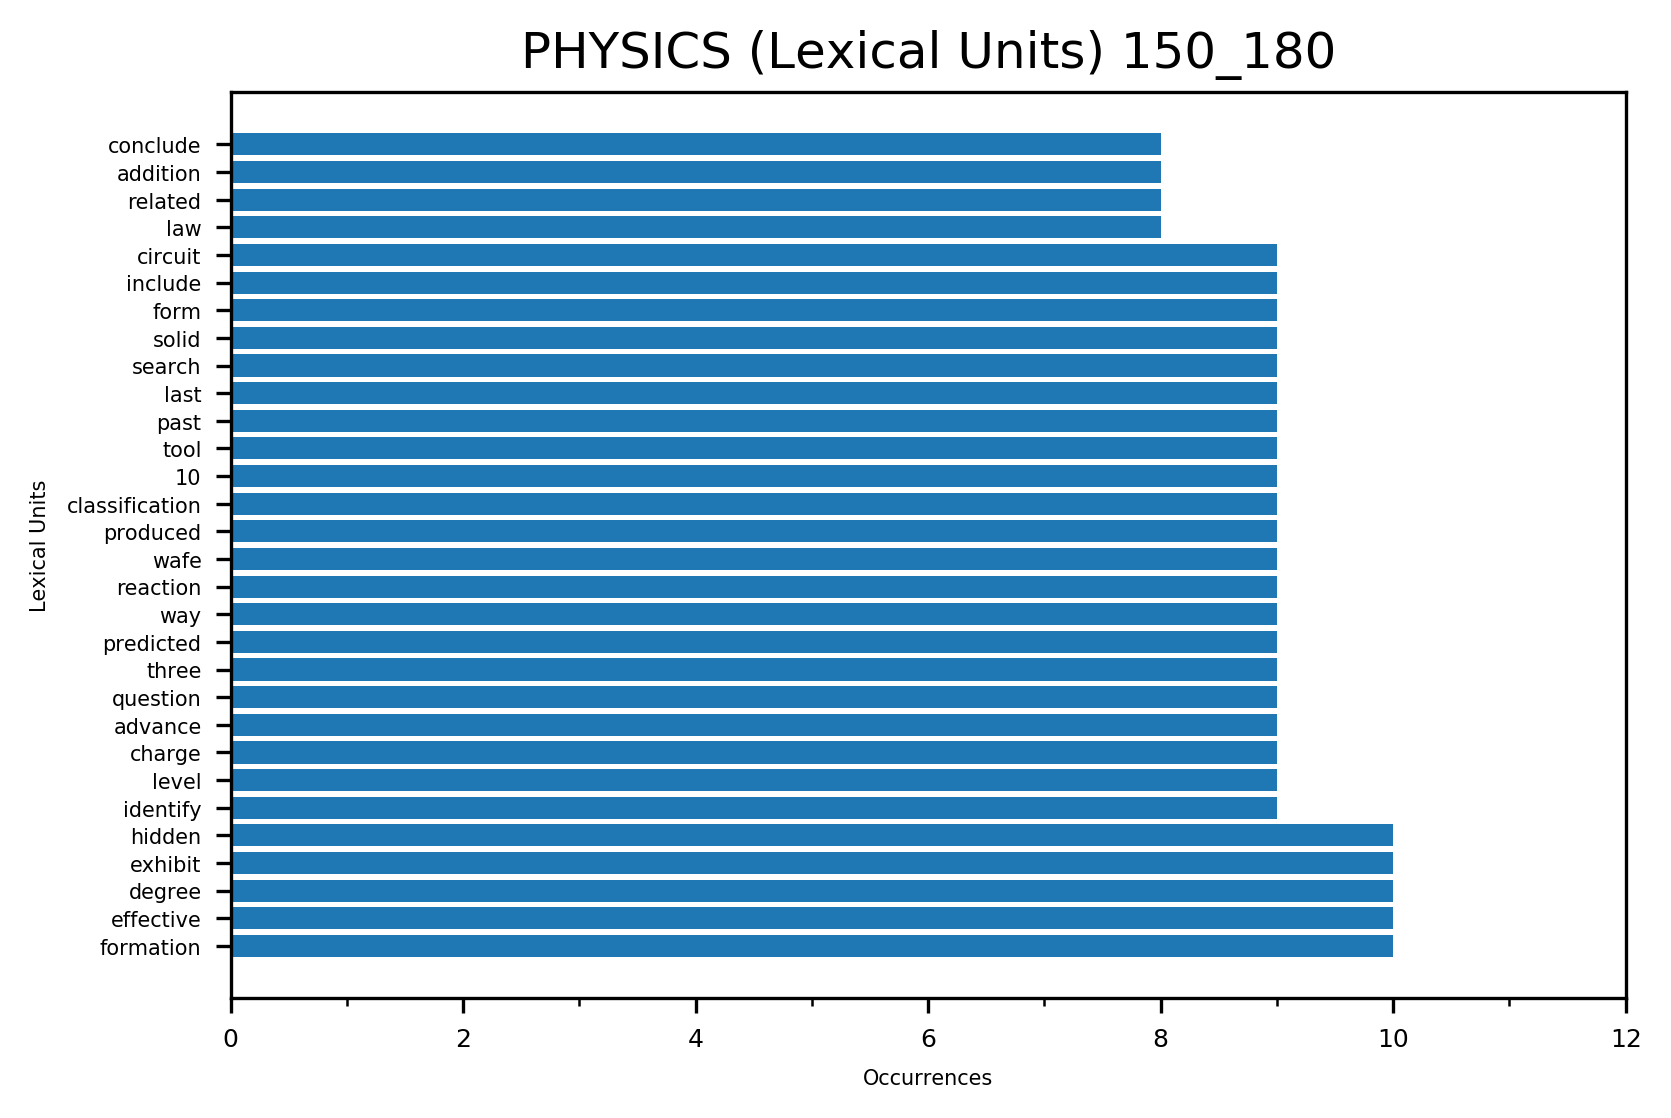 PHYSICS (Lexical Units) 150_180
conclude
addition
related
law
circuit
include
form
solid
search
last
past
tool
10
classification
produced
wafe
reaction
way
predicted
three
question
advance
charge
level
identify
hidden
exhibit
degree
effective
formation
Lexical Units
0 2 4 6 8 10 12
Occurrences